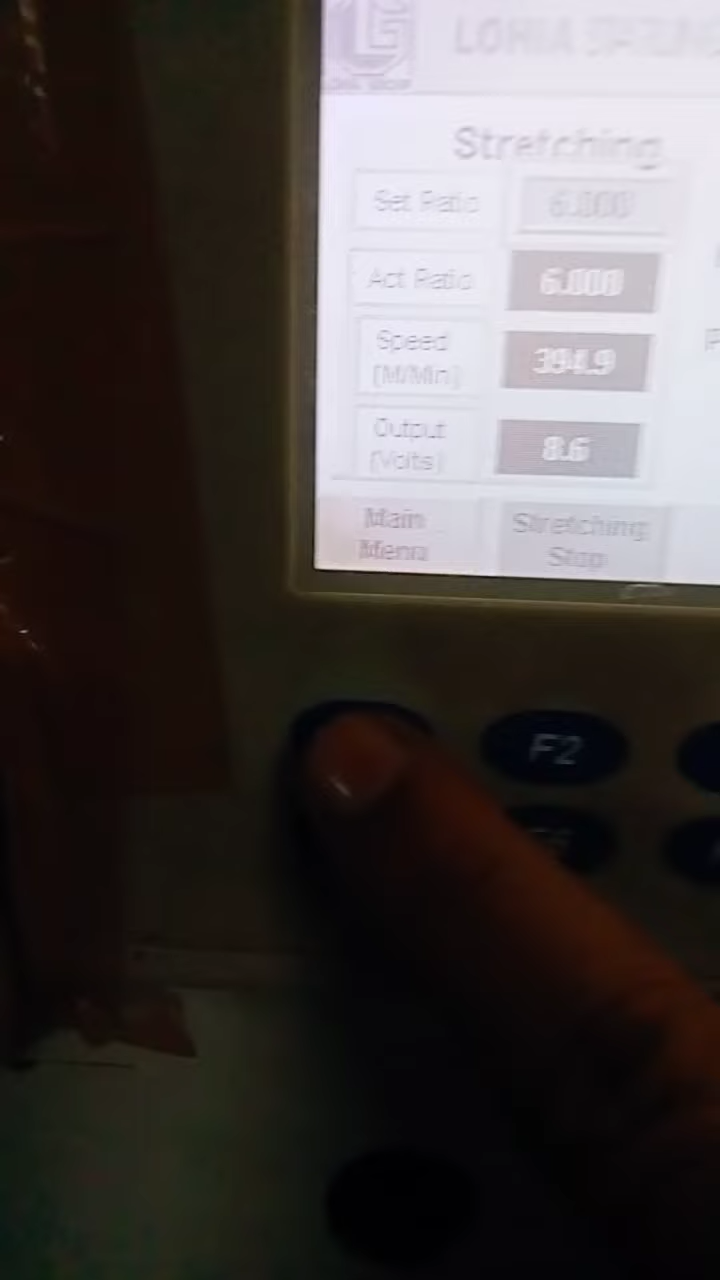 LOHIA
Stretching
Set Ratio 6.000
Act Ratio 6.000
Speed
[M/Min] 394.9
Output
[Volts] 8.6
Main
Menu
Stretching
Stop
F2